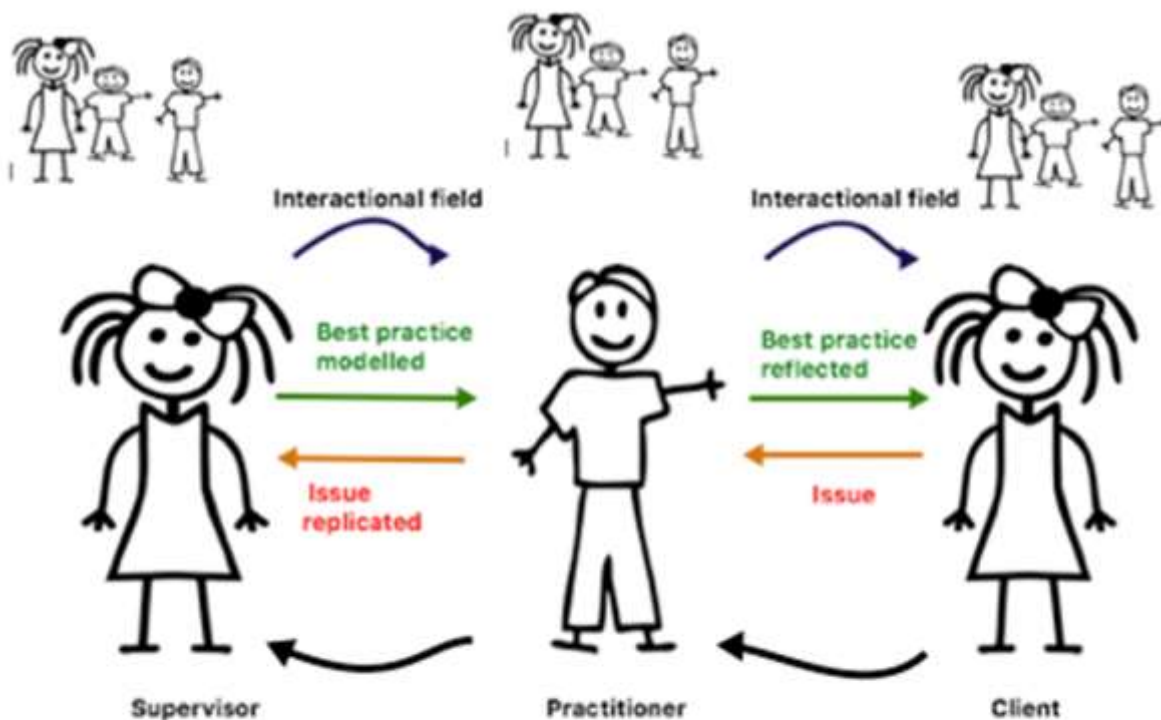 Interactional field
Interactional field
Best practice
modelled
Best practice
reflected
Issue
replicated
Issue
Supervisor
Practitioner
Client